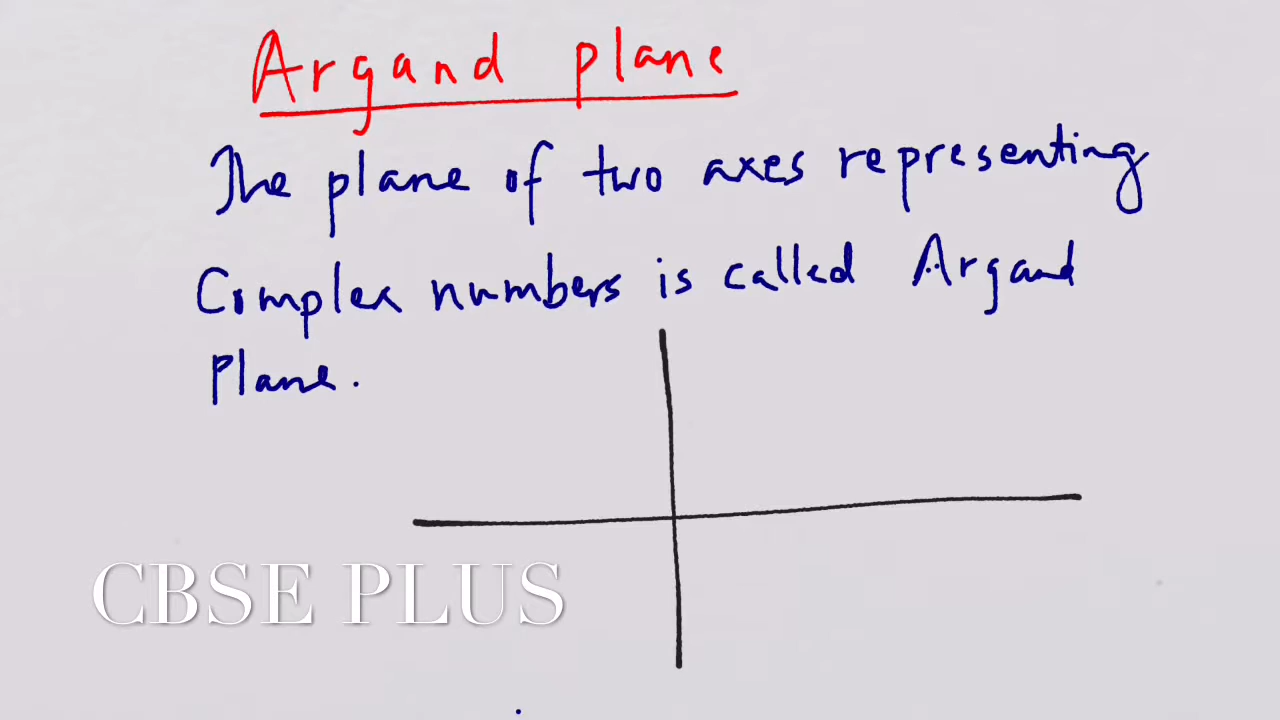 Argand plane
The plane of two axes representing
Complex numbers is called Argand
Plane.
CBSE PLUS